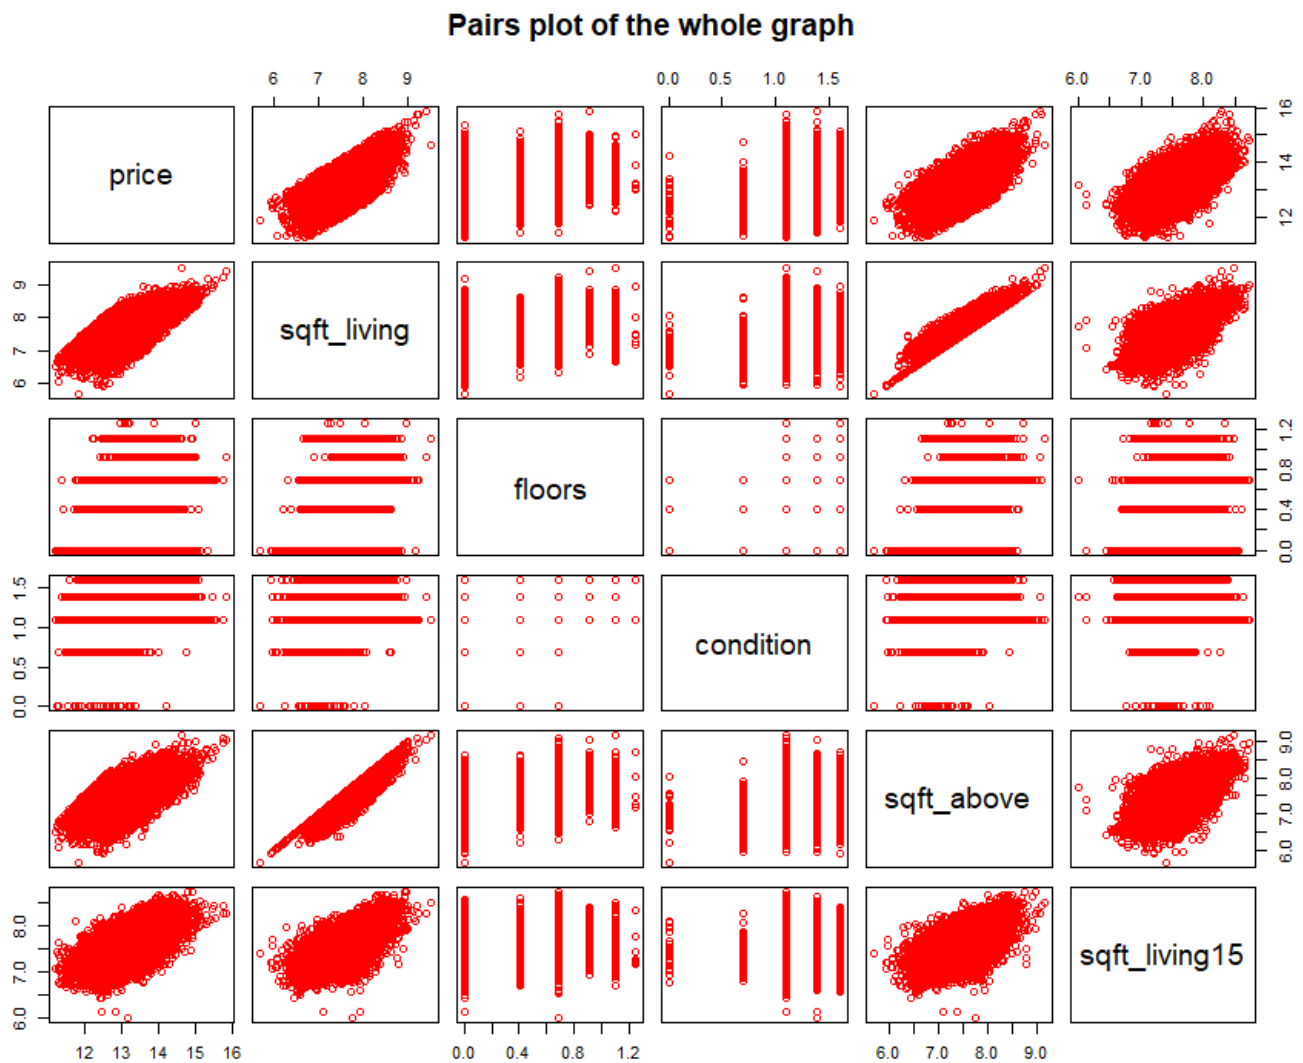 Pairs plot of the whole graph
6 7 8 9 0.0 0.5 1.0 1.5 6.0 7.0 8.0
price 12 14 16
6 7 8 9 sqft_living
floors 0.0 0.4 0.8 1.2
0.0 0.5 1.0 1.5 condition
sqft_above 6.0 7.0 8.0 9.0
6.0 7.0 8.0 sqft_living15
12 13 14 15 16 0.0 0.4 0.8 1.2 6.0 7.0 8.0 9.0